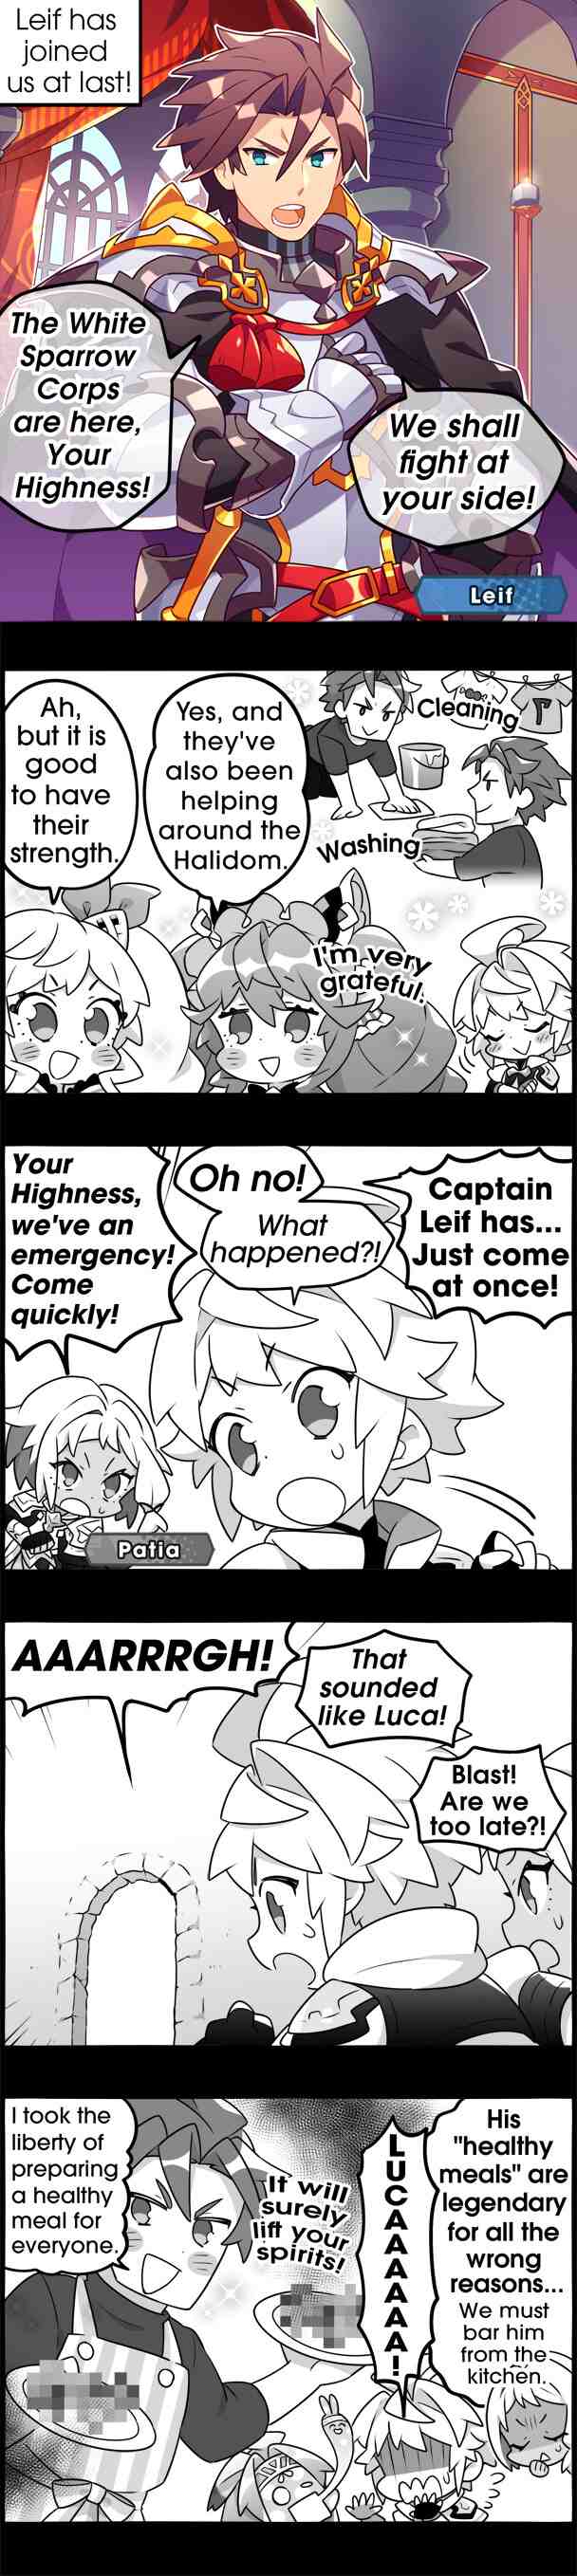 Leif has
joined
us at last!
The White
Sparrow
Corps
are here,
Your
Highness!
We shall
fight at
your side!
Leif
Ah,
but it is
good
to have
their
strength.
Yes, and
they've
also been
helping
around the
Halidom.
Cleaning
Washing
I'm very
grateful.
Your
Highness,
we've an
emergency!
Come
quickly!
Oh no!
What
happened?!
Captain
Leif has...
Just come
at once!
Patia
AAARRRGH!
That
sounded
like Luca!
Blast!
Are we
too late?!
I took the
liberty of
preparing
a healthy
meal for
everyone.
It will
surely
lift your
spirits!
LUCAAAAAA!
His
"healthy
meals" are
legendary
for all the
wrong
reasons...
We must
bar him
from the
kitchen.